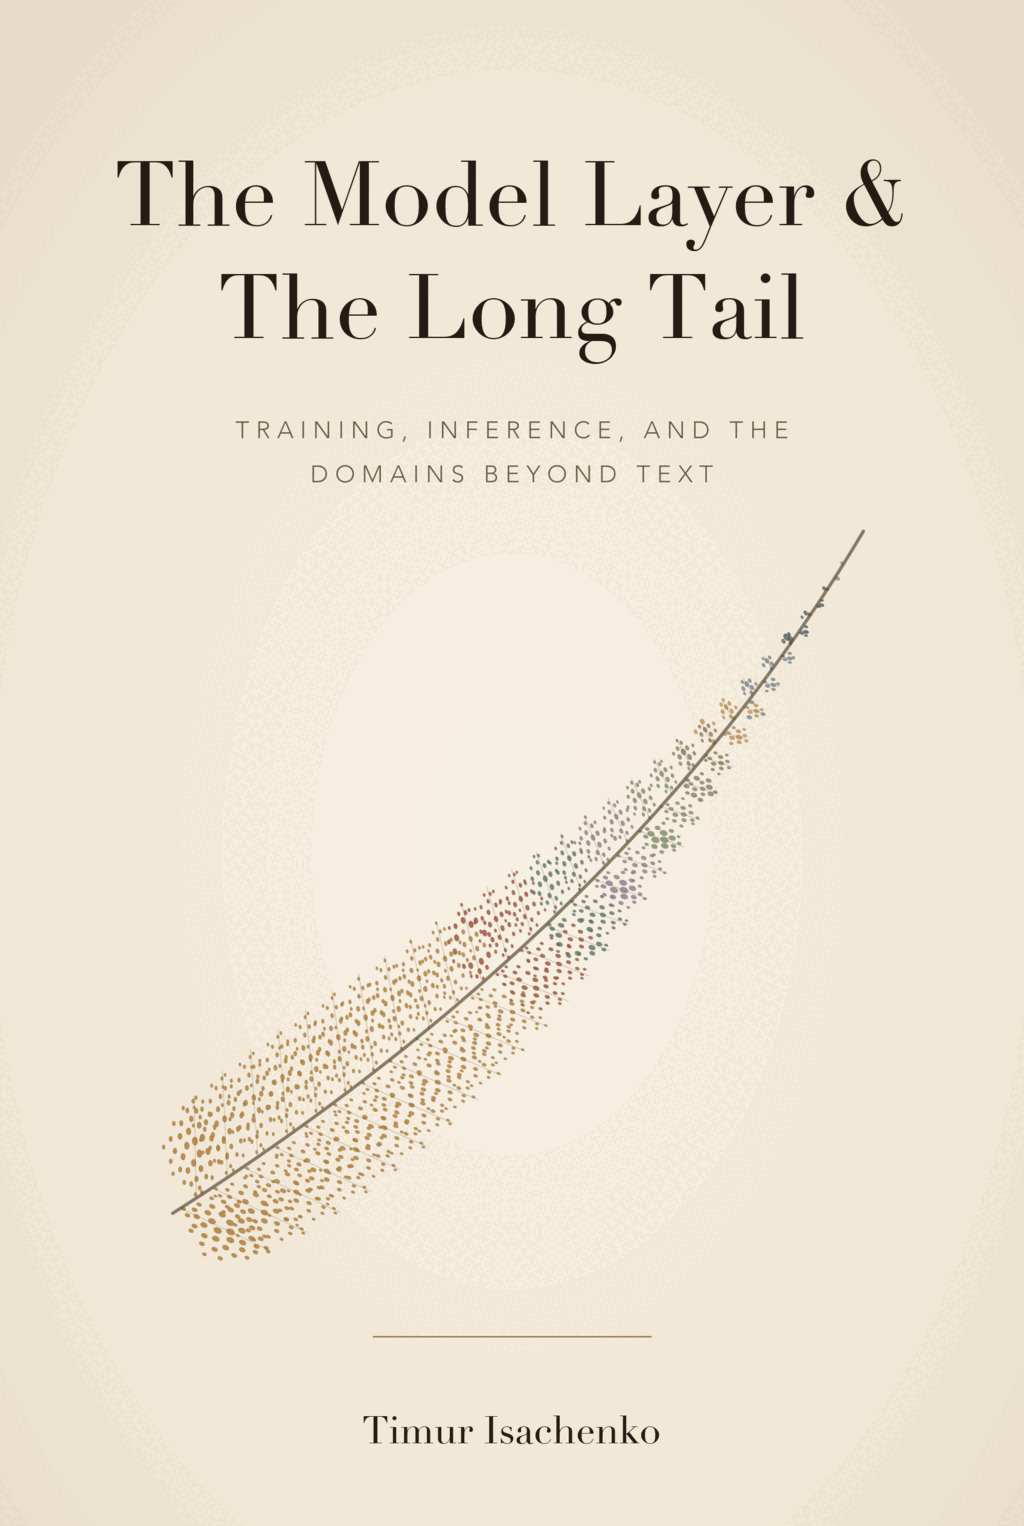 The Model Layer &
The Long Tail
TRAINING, INFERENCE, AND THE
DOMAINS BEYOND TEXT
Timur Isachenko